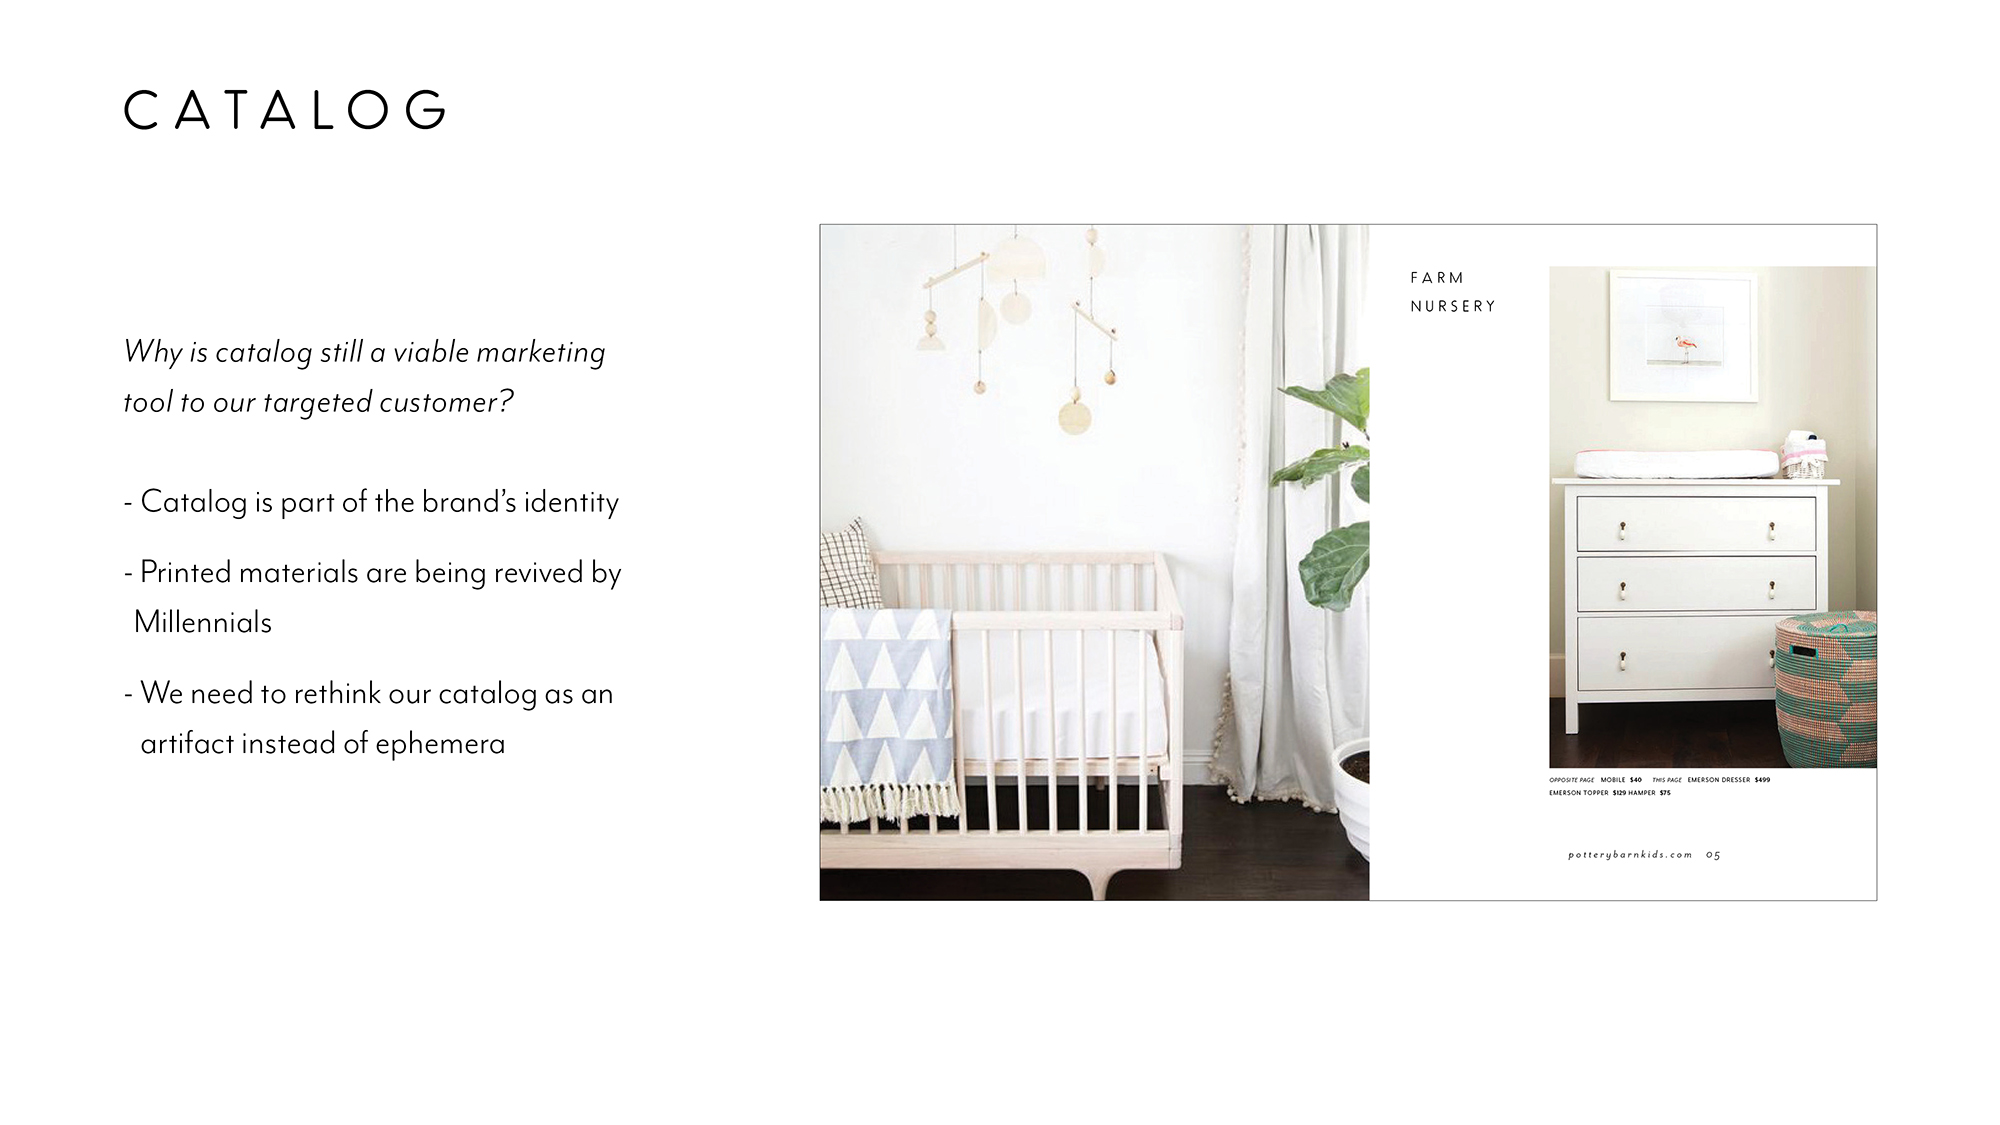 CATALOG
Why is catalog still a viable marketing
tool to our targeted customer?
- Catalog is part of the brand’s identity
- Printed materials are being revived by
Millennials
- We need to rethink our catalog as an
artifact instead of ephemera
FARM
NURSERY
OPPOSITE PAGE MOBILE $40 THIS PAGE EMERSON DRESSER $499
EMERSON TOPPER $129 HAMPER $75
potterybarnkids.com 05